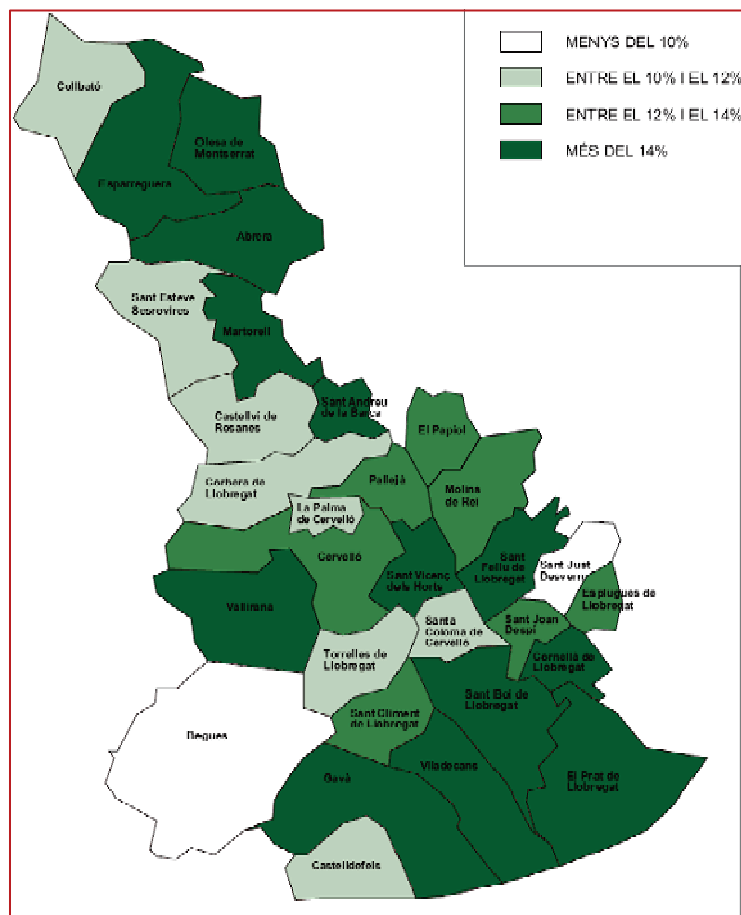 MENYS DEL 10%
ENTRE EL 10% I EL 12%
ENTRE EL 12% I EL 14%
MÉS DEL 14%
Collbató
Olesa de
Montserrat
Esparreguera
Abrera
Sant Esteve
Sesrovires
Martorell
Sant Andreu
de la Barca
Castellví de
Rosanes
El Papiol
Corbera de
Llobregat
Pallejà
Molins
de Rei
La Palma
de Cervelló
Cervelló
Sant Vicenç
dels Horts
Sant
Feliu de
Llobregat
Sant Just
Desvern
Esplugues de
Llobregat
Vallirana
Santa
Coloma de
Cervelló
Sant Joan
Despí
Cornellà de
Llobregat
Torrelles de
Llobregat
Sant Boi de
Llobregat
Sant Climent
de Llobregat
Begues
Viladecans
Gavà
El Prat de
Llobregat
Castelldefels